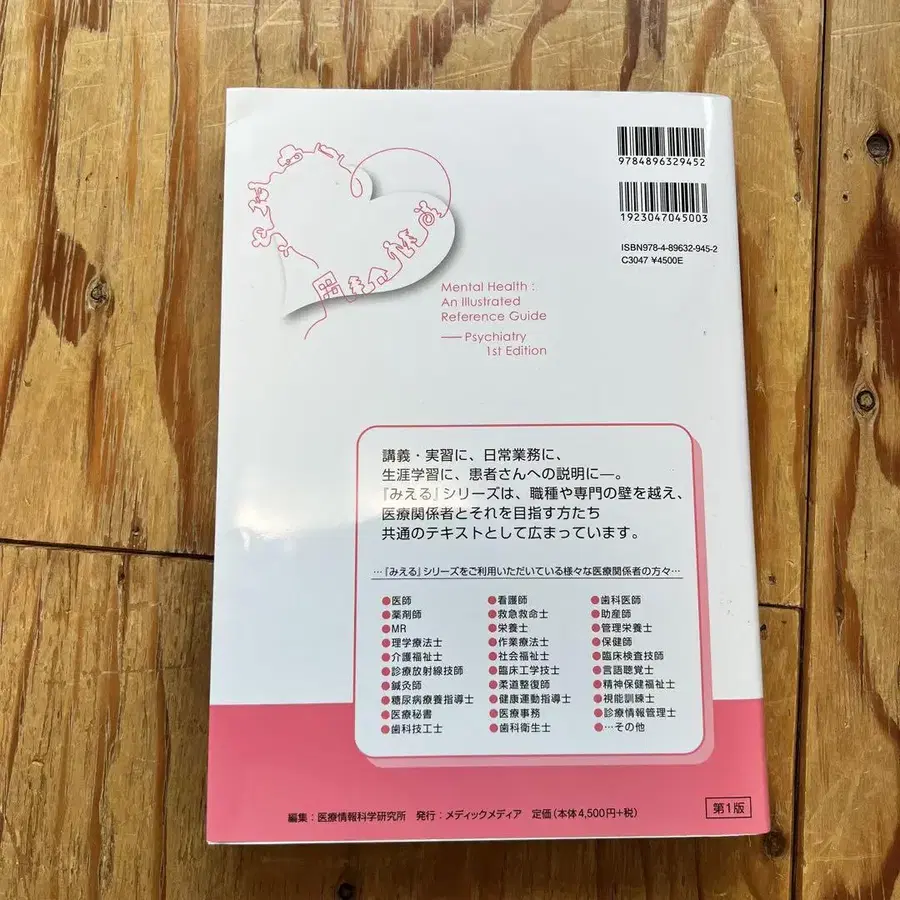 9784896329452
1923047045003
ISBN978-4-89632-945-2
C3047 ¥4500E
Mental Health :
An Illustrated
Reference Guide
Psychiatry
1st Edition
講義・実習に、日常業務に、
生涯学習に、患者さんへの説明に―。
『みえる』シリーズは、職種や専門の壁を越え、
医療関係者とそれを目指す方たち
共通のテキストとして広まっています。
…『みえる』シリーズをご利用いただいている様々な医療関係者の方々…
●医師 ●看護師 ●歯科医師
●薬剤師 ●救急救命士 ●助産師
●MR ●栄養士 ●管理栄養士
●理学療法士 ●作業療法士 ●保健師
●介護福祉士 ●社会福祉士 ●臨床検査技師
●診療放射線技師 ●臨床工学技士 ●言語聴覚士
●鍼灸師 ●柔道整復師 ●精神保健福祉士
●糖尿病療養指導士 ●健康運動指導士 ●視能訓練士
●医療秘書 ●医療事務 ●診療情報管理士
●歯科技工士 ●歯科衛生士 ●…その他
編集：医療情報科学研究所 発行：メディックメディア 定価（本体4,500円+税）
第1版